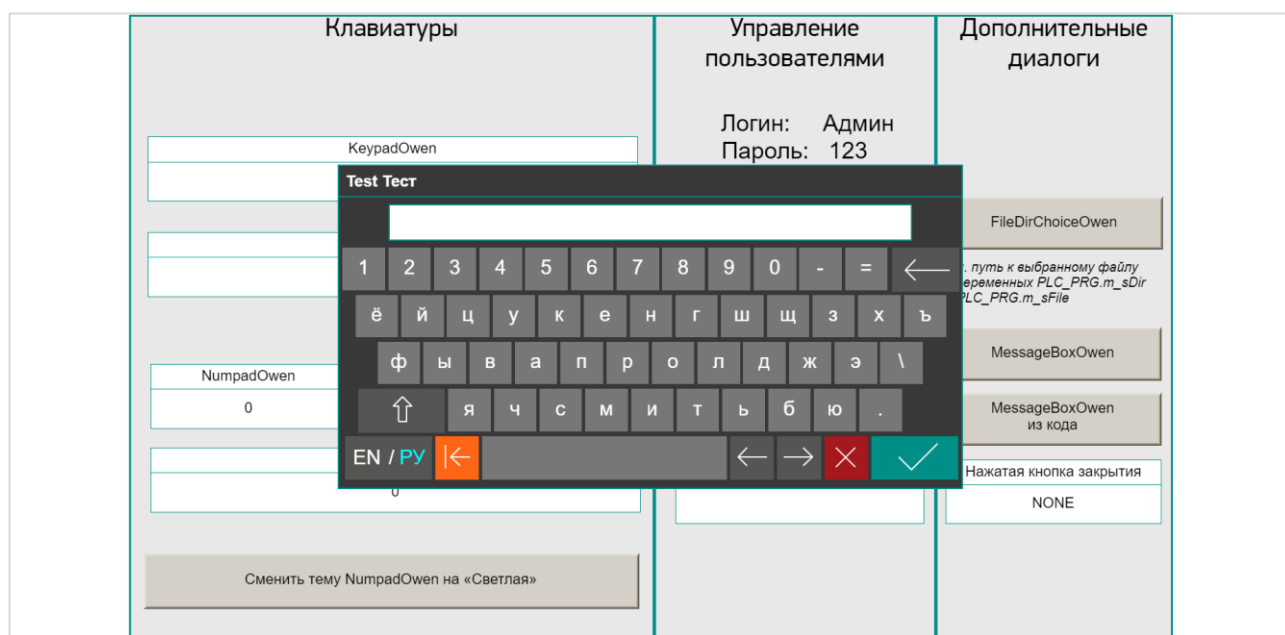 Клавиатуры
Управление
пользователями
Дополнительные
диалоги
Логин: Админ
Пароль: 123
KeypadOwen
Test Тест
1 2 3 4 5 6 7 8 9 0 - =
ё й ц у к е н г ш щ з х ъ
ф ы в а п р о л д ж э \
я ч с м и т ь б ю .
EN / РУ
NumpadOwen
0
0
Сменить тему NumpadOwen на «Светлая»
FileDirChoiceOwen
. путь к выбранному файлу
еременных PLC_PRG.m_sDir
PLC_PRG.m_sFile
MessageBoxOwen
MessageBoxOwen
из кода
Нажатая кнопка закрытия
NONE